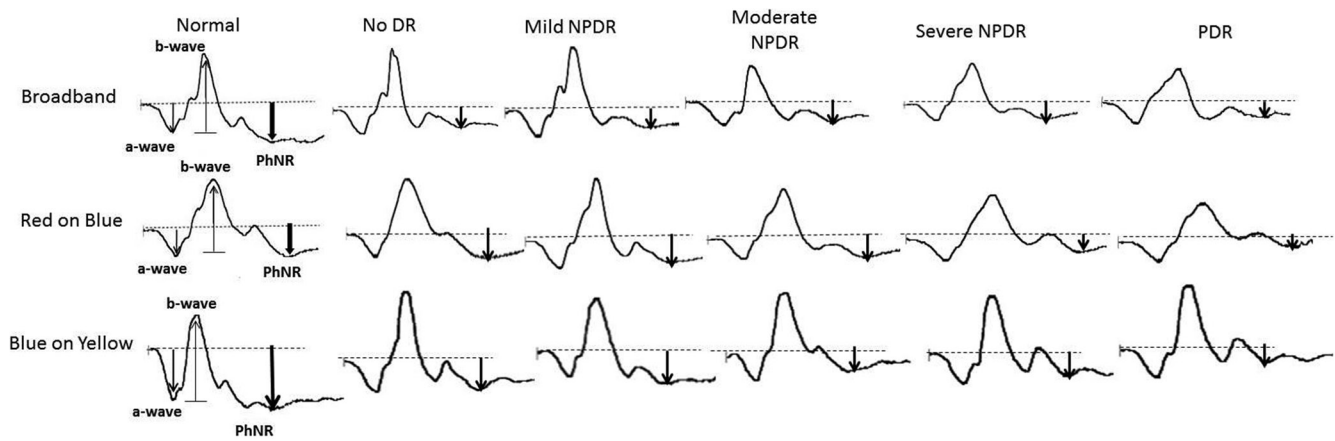 Normal
No DR
Mild NPDR
Moderate
NPDR
Severe NPDR
PDR
Broadband
b-wave
a-wave
PhNR
Red on Blue
b-wave
a-wave
PhNR
Blue on Yellow
b-wave
a-wave
PhNR